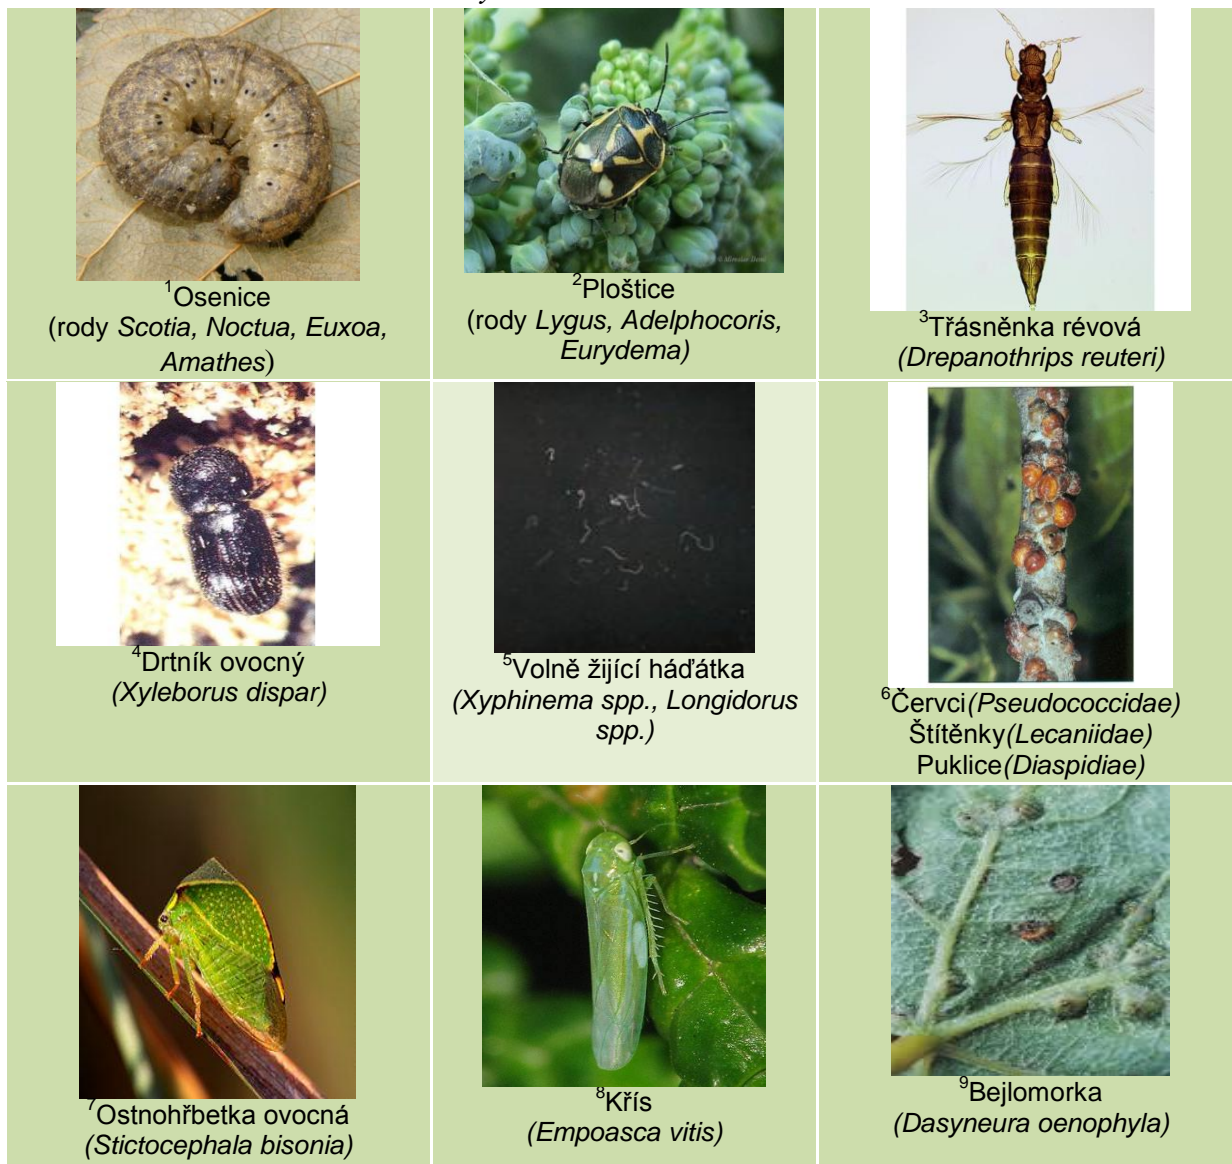 y
¹Osenice
(rody Scotia, Noctua, Euxoa,
Amathes)
²Ploštice
(rody Lygus, Adelphocoris,
Eurydema)
³Třásněnka révová
(Drepanothrips reuteri)
⁴Drtník ovocný
(Xyleborus dispar)
⁵Volně žijící háďátka
(Xyphinema spp., Longidorus
spp.)
⁶Červci(Pseudococcidae)
Štítěnky(Lecaniidae)
Puklice(Diaspidiae)
⁷Ostnohřbetka ovocná
(Stictocephala bisonia)
⁸Křís
(Empoasca vitis)
⁹Bejlomorka
(Dasyneura oenophyla)